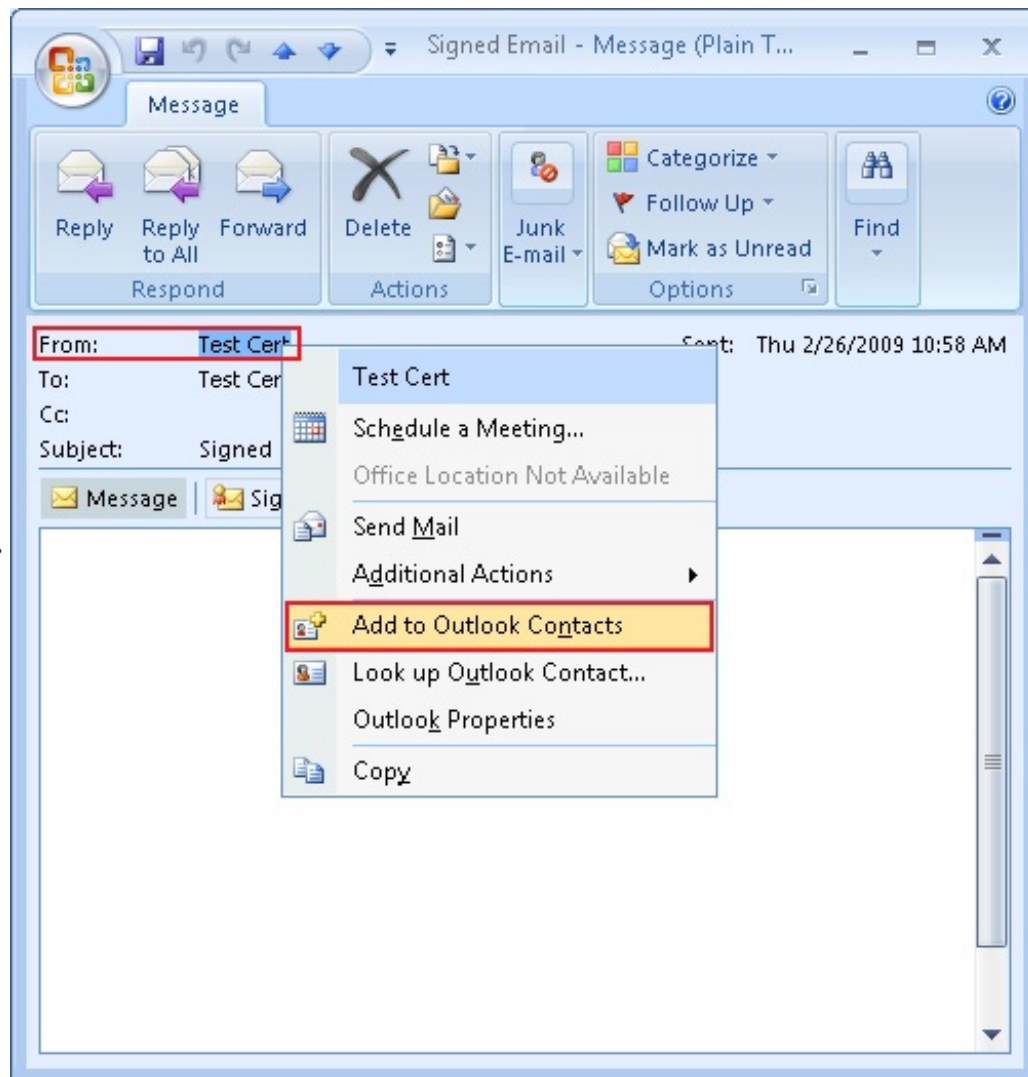 Signed Email - Message (Plain T...
Message
Reply
Reply to All
Forward
Respond
Delete
Actions
Junk E-mail
Categorize
Follow Up
Mark as Unread
Options
Find
From: Test Cert
Sent: Thu 2/26/2009 10:58 AM
To: Test Cer
Cc:
Subject: Signed
Message
Sig
Test Cert
Schedule a Meeting...
Office Location Not Available
Send Mail
Additional Actions
Add to Outlook Contacts
Look up Outlook Contact...
Outlook Properties
Copy